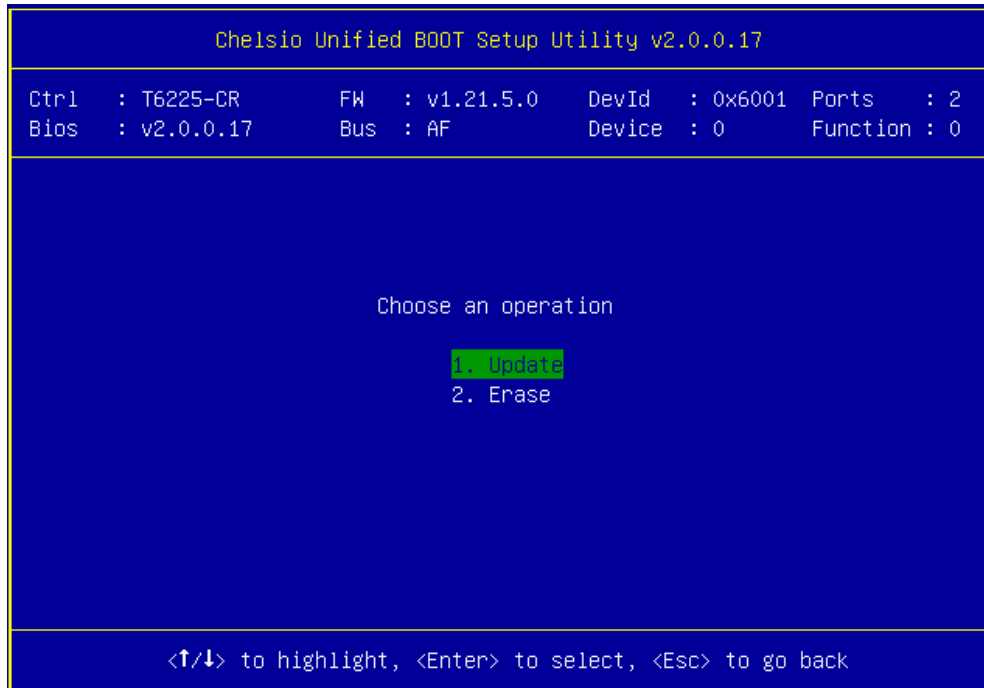 Chelsio Unified BOOT Setup Utility v2.0.0.17
Ctrl : T6225-CR FW : v1.21.5.0 DevId : 0x6001 Ports : 2
Bios : v2.0.0.17 Bus : AF Device : 0 Function : 0
Choose an operation
1. Update
2. Erase
<↑/↓> to highlight, <Enter> to select, <Esc> to go back